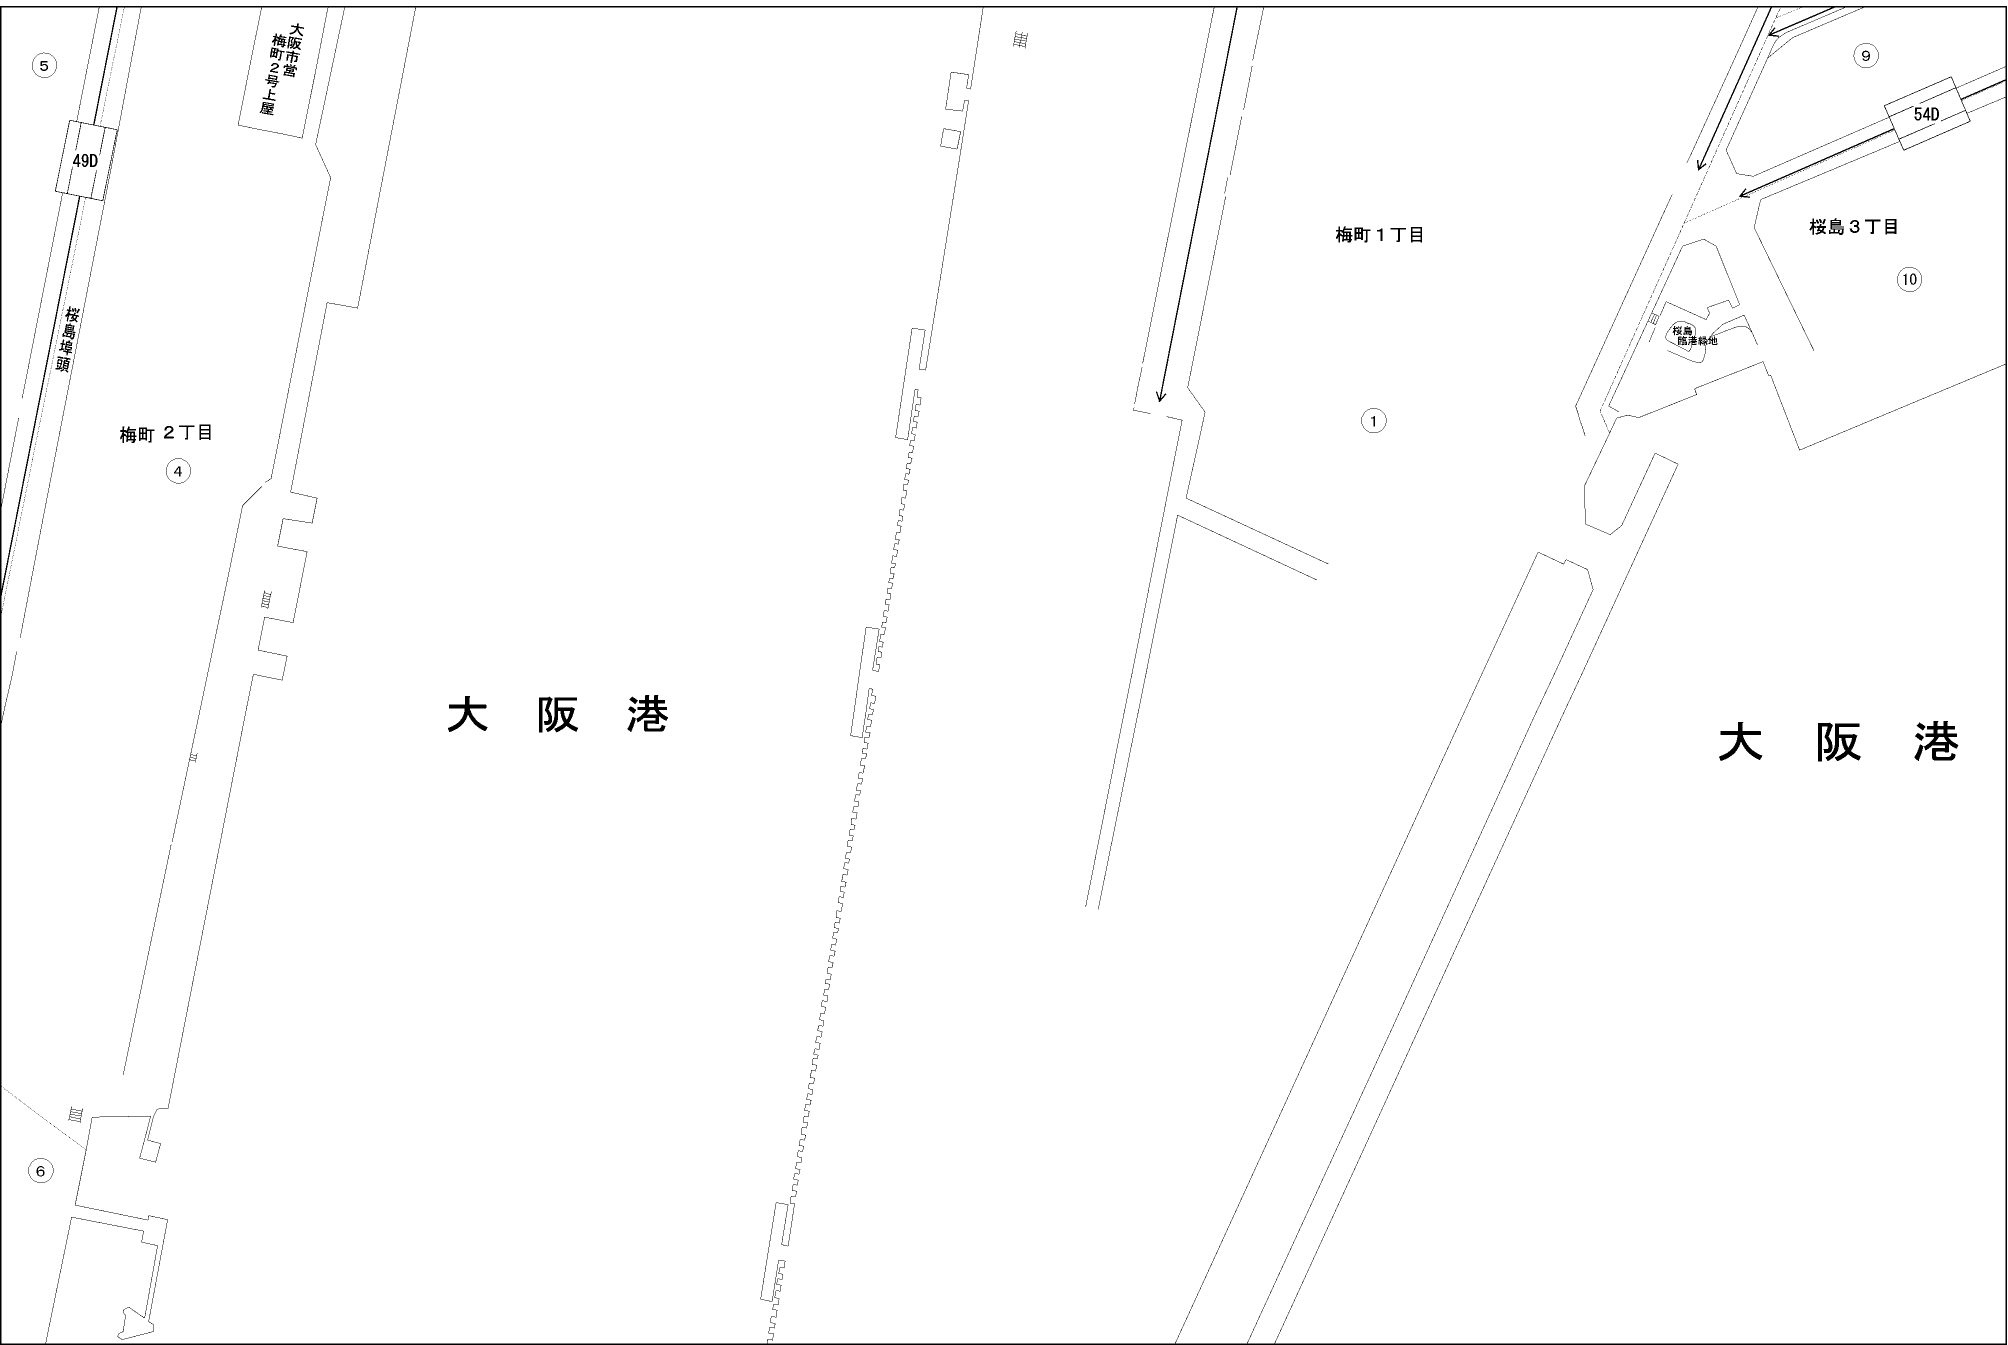 ⑤
大阪市営
梅町２号上屋
⑨
54D
49D
梅町１丁目
桜島３丁目
⑩
桜島埠頭
桜島
臨港緑地
①
梅町２丁目
④
大阪港
大阪港
⑥